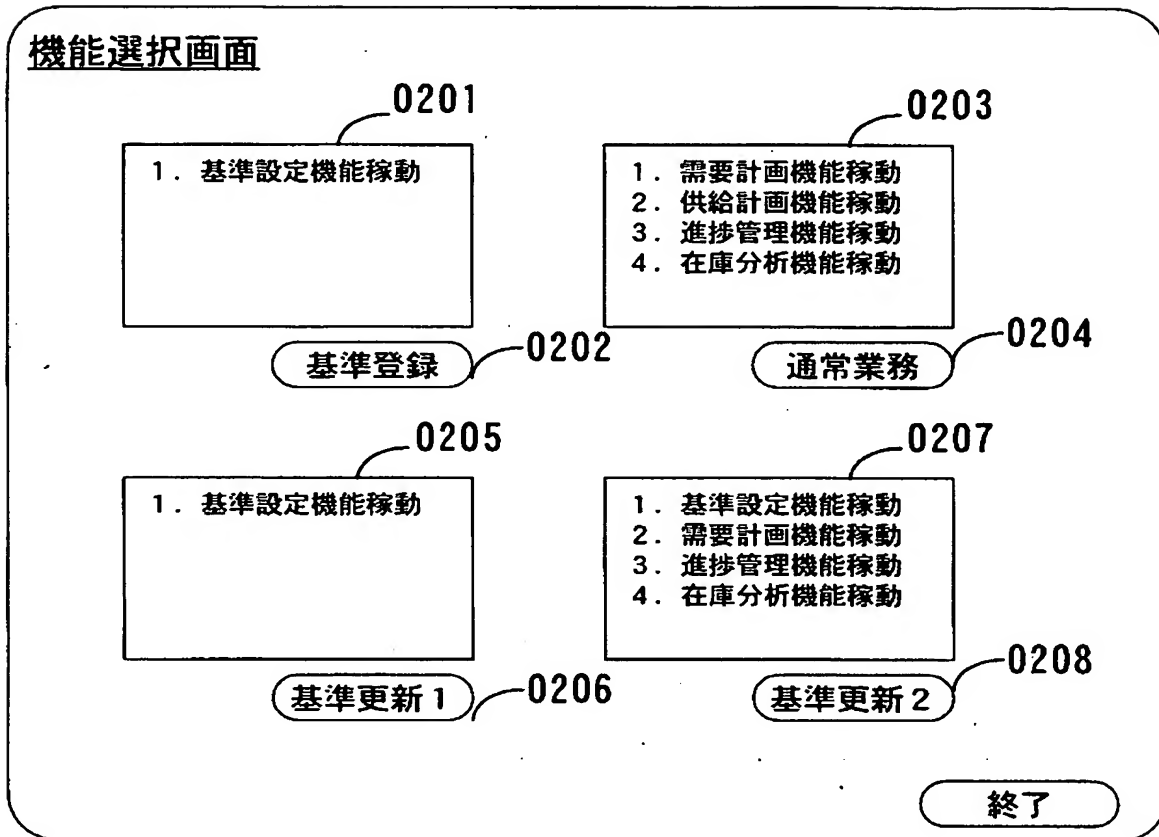 機能選択画面
0201
1. 基準設定機能稼動
0202
基準登録
0203
1. 需要計画機能稼動
2. 供給計画機能稼動
3. 進捗管理機能稼動
4. 在庫分析機能稼動
0204
通常業務
0205
1. 基準設定機能稼動
0206
基準更新1
0207
1. 基準設定機能稼動
2. 需要計画機能稼動
3. 進捗管理機能稼動
4. 在庫分析機能稼動
0208
基準更新2
終了